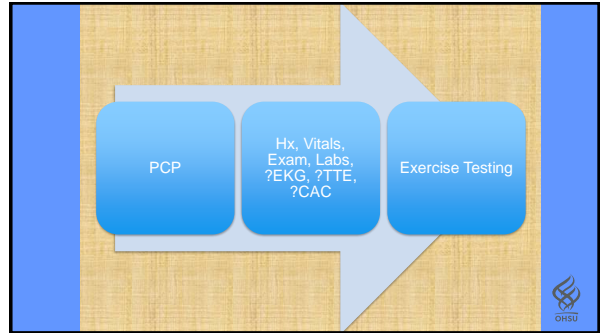 PCP
Hx, Vitals,
Exam, Labs,
?EKG, ?TTE,
?CAC
Exercise Testing
OHSU